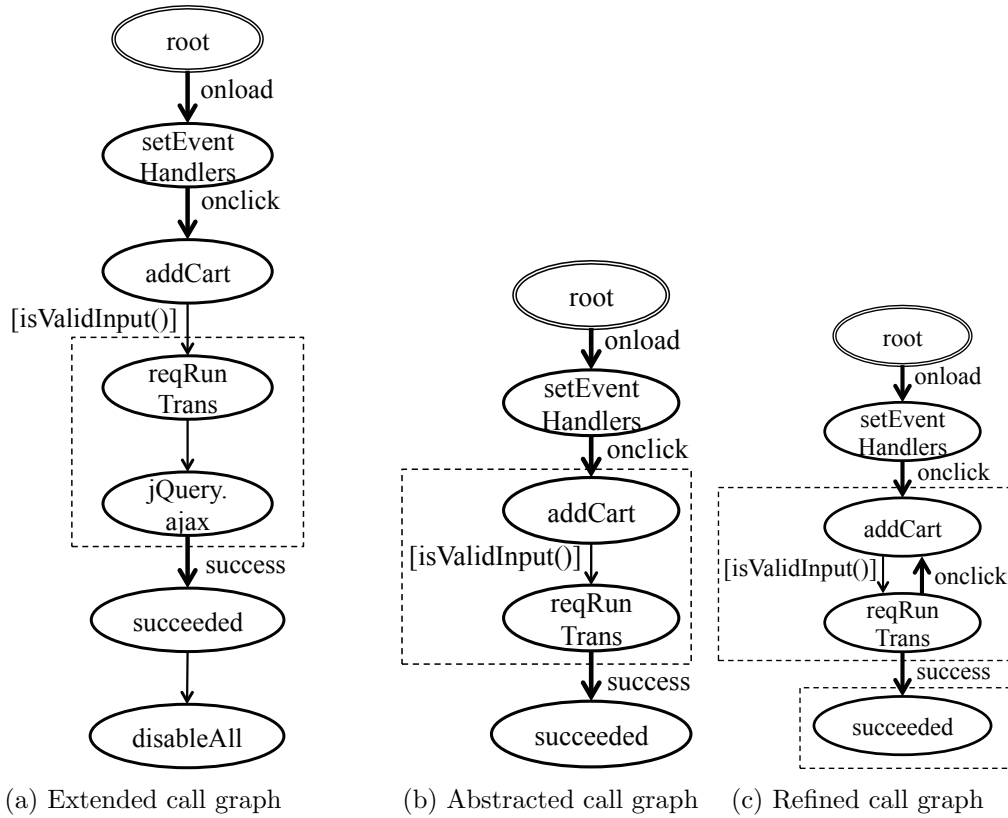 root
onload
setEvent
Handlers
onclick
addCart
[isValidInput()]
reqRun
Trans
jQuery.
ajax
success
succeeded
disableAll
(a) Extended call graph
root
onload
setEvent
Handlers
onclick
addCart
[isValidInput()]
reqRun
Trans
success
succeeded
(b) Abstracted call graph
root
onload
setEvent
Handlers
onclick
addCart
[isValidInput()]
onclick
reqRun
Trans
success
succeeded
(c) Refined call graph